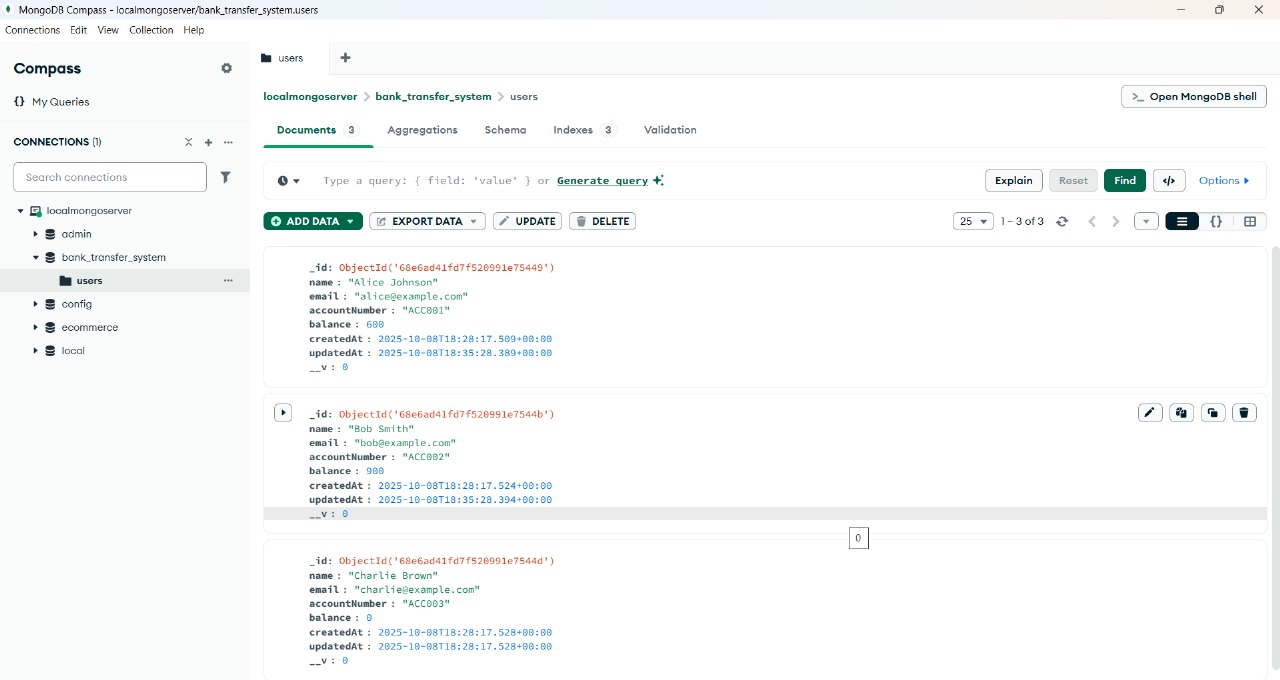 MongoDB Compass - localmongoserver/bank_transfer_system.users
Connections Edit View Collection Help
Compass
{} My Queries
CONNECTIONS (1)
Search connections
localmongoserver
admin
bank_transfer_system
users
config
ecommerce
local
users
localmongoserver > bank_transfer_system > users
>_ Open MongoDB shell
Documents 3 Aggregations Schema Indexes 3 Validation
Type a query: { field: 'value' } or Generate query
Explain Reset Find </> Options
ADD DATA EXPORT DATA UPDATE DELETE
25 1 – 3 of 3 {}
_id: ObjectId('68e6ad41fd7f520991e75449')
name : "Alice Johnson"
email : "alice@example.com"
accountNumber : "ACC001"
balance : 600
createdAt : 2025-10-08T18:28:17.509+00:00
updatedAt : 2025-10-08T18:35:28.389+00:00
__v : 0
_id: ObjectId('68e6ad41fd7f520991e7544b')
name : "Bob Smith"
email : "bob@example.com"
accountNumber : "ACC002"
balance : 900
createdAt : 2025-10-08T18:28:17.524+00:00
updatedAt : 2025-10-08T18:35:28.394+00:00
__v : 0
0
_id: ObjectId('68e6ad41fd7f520991e7544d')
name : "Charlie Brown"
email : "charlie@example.com"
accountNumber : "ACC003"
balance : 0
createdAt : 2025-10-08T18:28:17.528+00:00
updatedAt : 2025-10-08T18:28:17.528+00:00
__v : 0